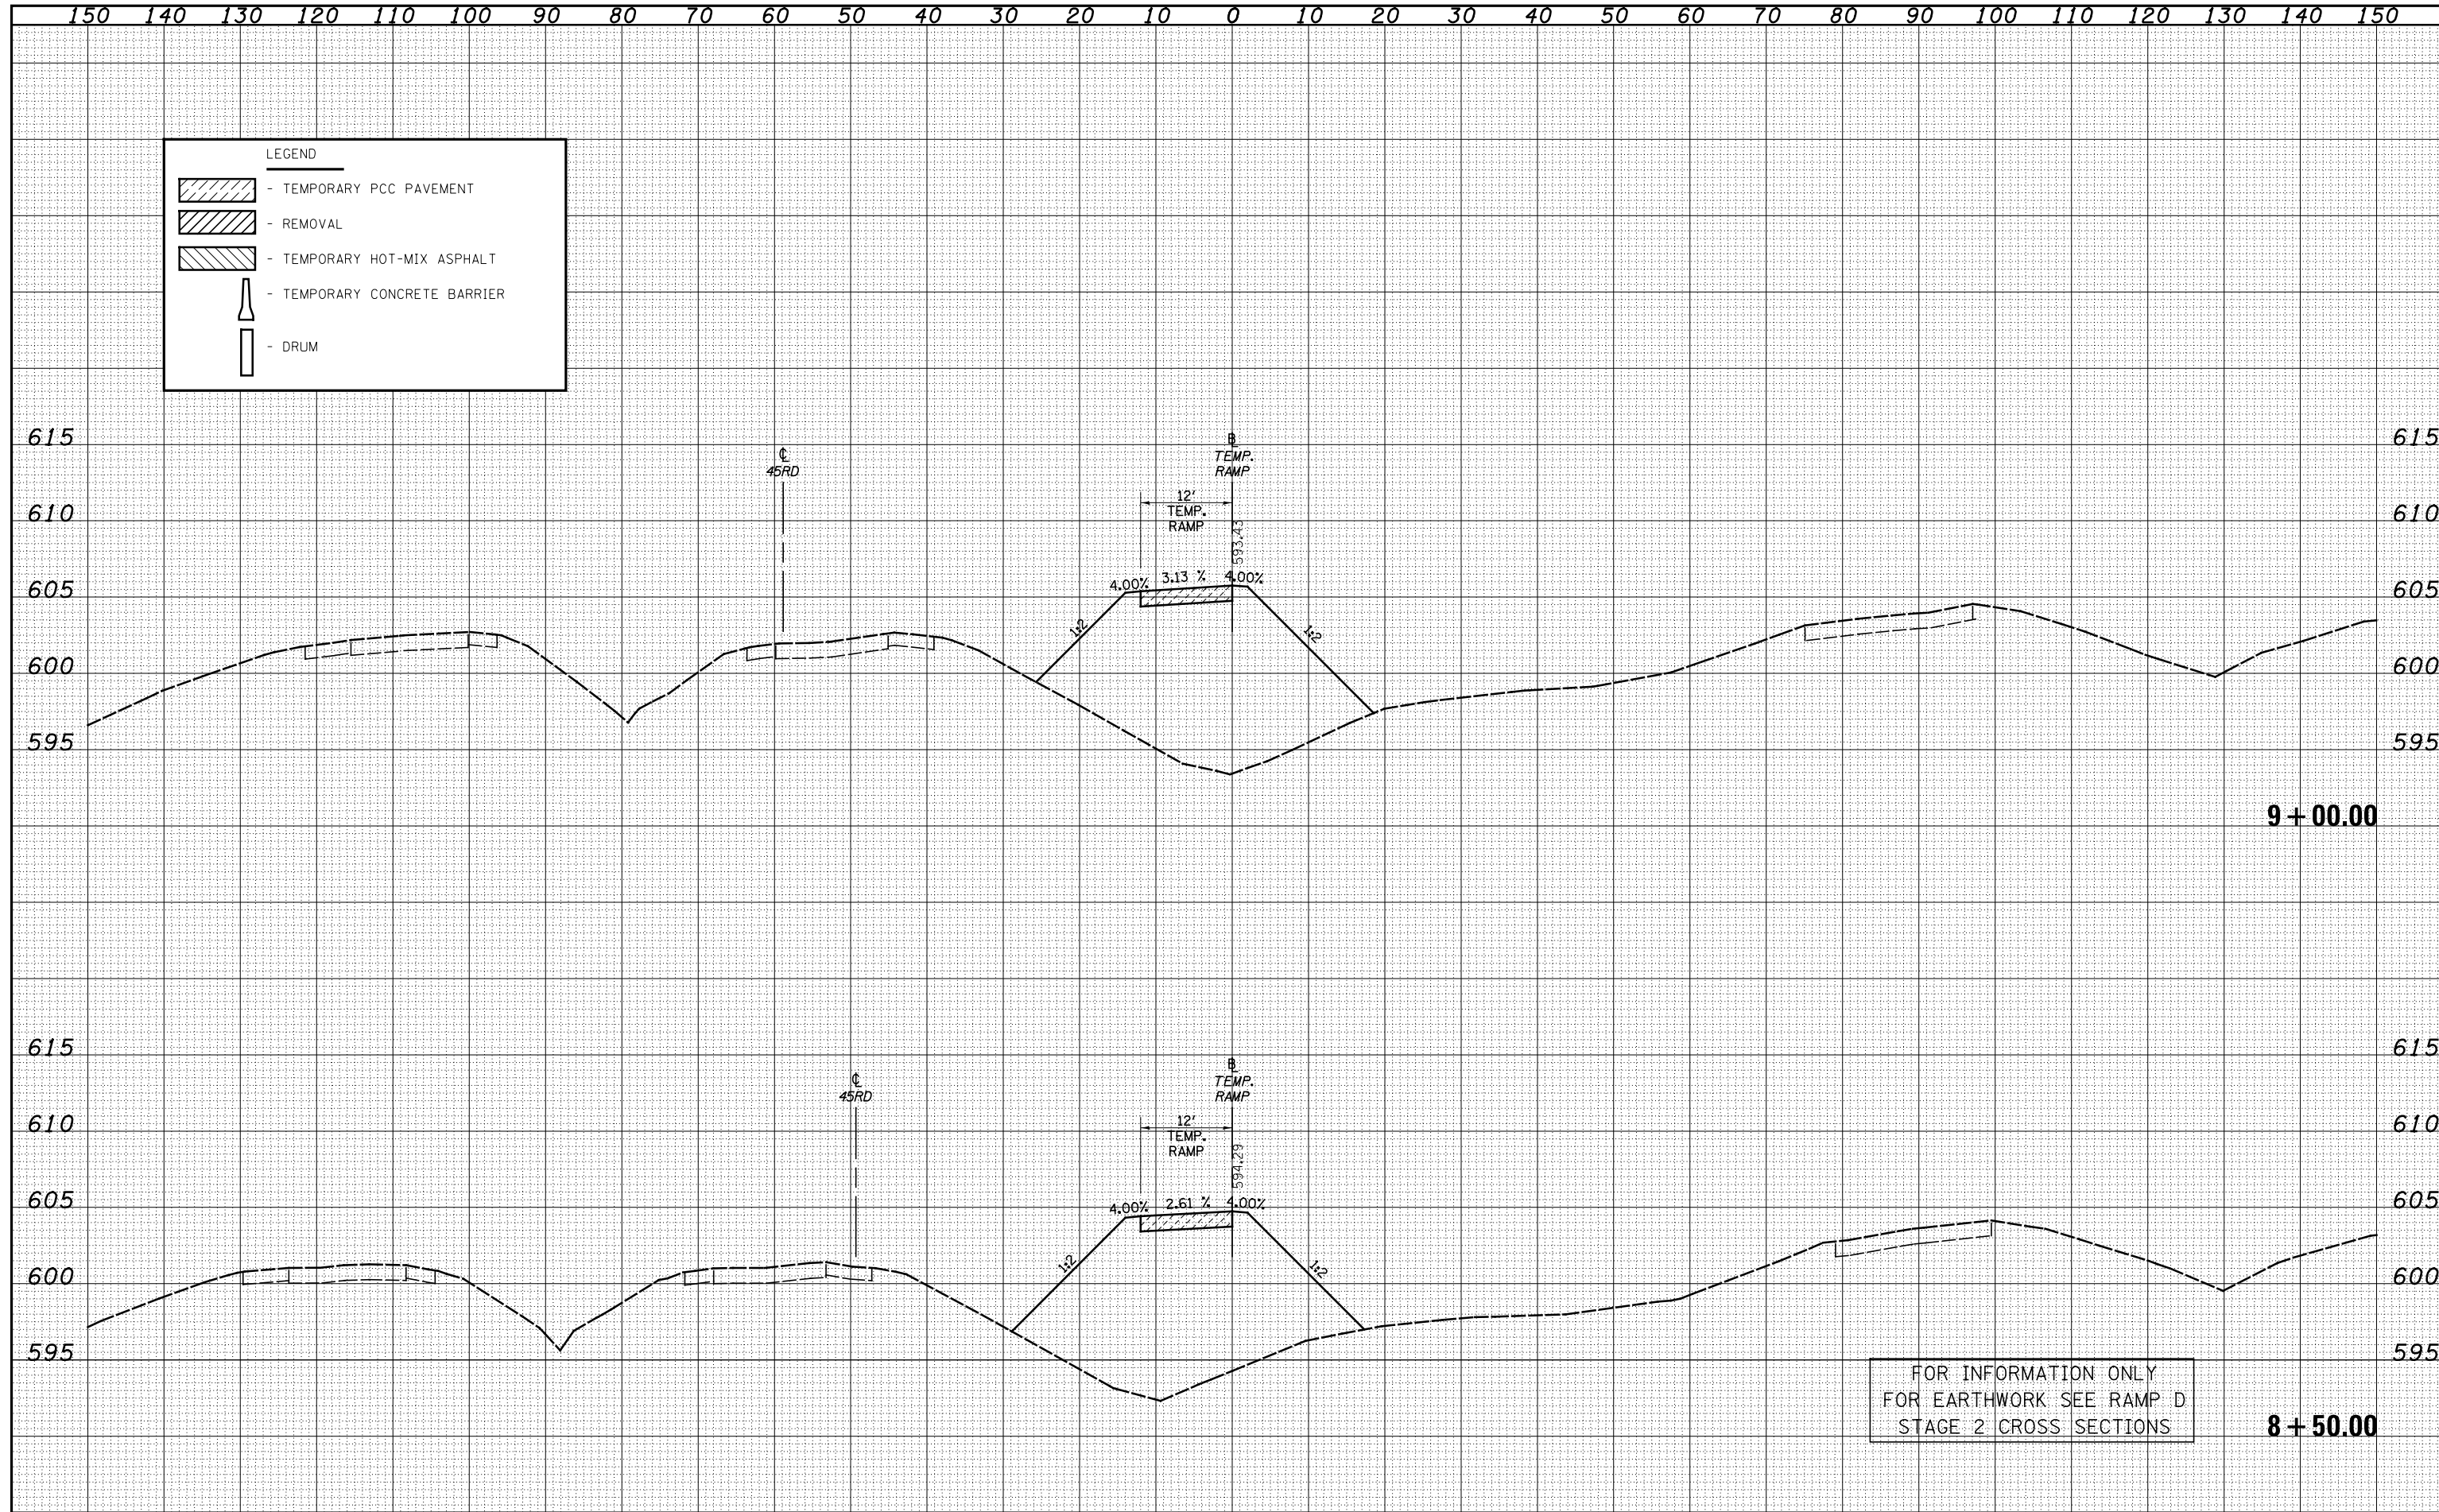 150 140 130 120 110 100 90 80 70 60 50 40 30 20 10 0 10 20 30 40 50 60 70 80 90 100 110 120 130 140 150
LEGEND
- TEMPORARY PCC PAVEMENT
- REMOVAL
- TEMPORARY HOT-MIX ASPHALT
- TEMPORARY CONCRETE BARRIER
- DRUM
615 615
℄
45RD
BL
TEMP.
RAMP
610 610
12'
TEMP.
RAMP
593.43
605 605
4.00% 3.13 % 4.00%
1:2 1:2
600 600
595 595
9+00.00
615 615
℄
45RD
BL
TEMP.
RAMP
610 610
12'
TEMP.
RAMP
594.29
605 605
4.00% 2.61 % 4.00%
1:2 1:2
600 600
595 595
FOR INFORMATION ONLY
FOR EARTHWORK SEE RAMP D
STAGE 2 CROSS SECTIONS
8+50.00